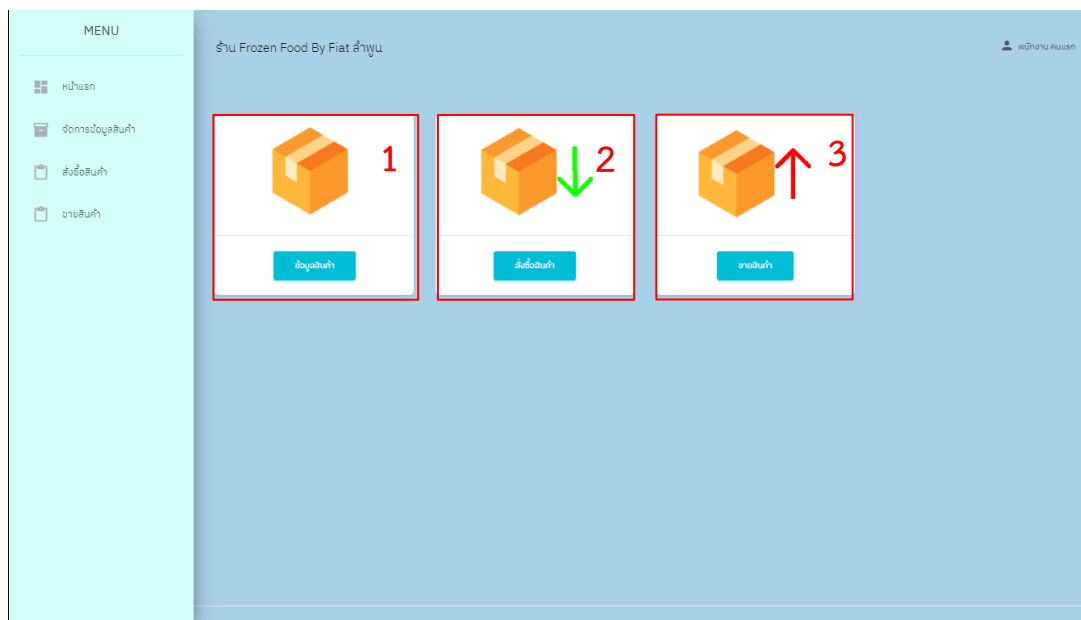 MENU
หน้าแรก
จัดการข้อมูลสินค้า
สั่งซื้อสินค้า
ขายสินค้า
ร้าน Frozen Food By Fiat ลำพูน
พนักงาน คนแรก
1
2
3
ข้อมูลสินค้า
สั่งซื้อสินค้า
ขายสินค้า